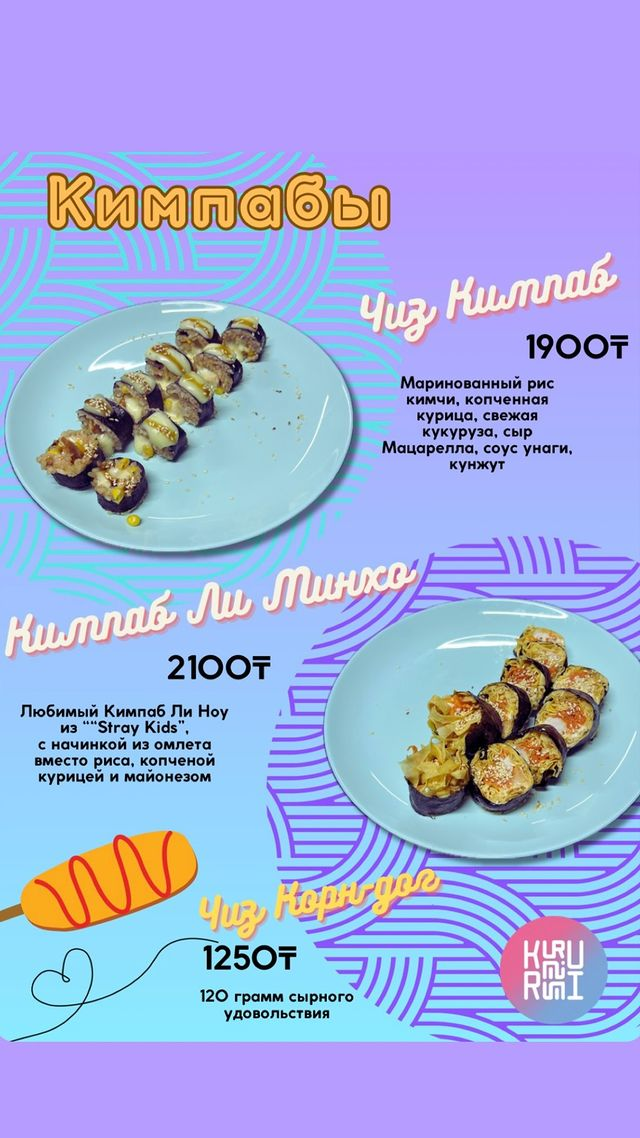 Кимпабы
Чиз Кимпаб
1900₸
Маринованный рис
кимчи, копченная
курица, свежая
кукуруза, сыр
Мацарелла, соус унаги,
кунжут
Кимпаб Ли Минхо
2100₸
Любимый Кимпаб Ли Ноу
из ““Stray Kids”,
с начинкой из омлета
вместо риса, копченой
курицей и майонезом
Чиз Корн-дог
1250₸
120 грамм сырного
удовольствия